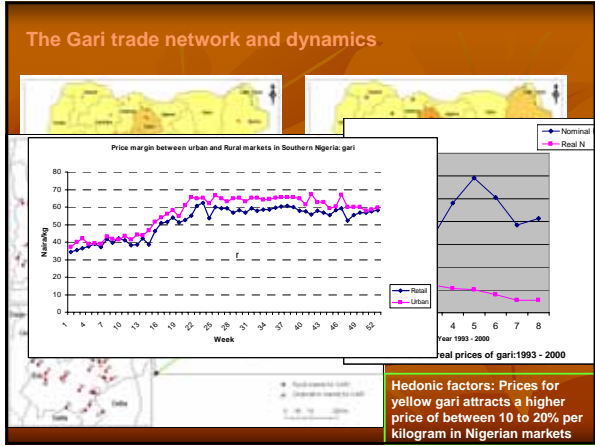 The Gari trade network and dynamics
Price margin between urban and Rural markets in Southern Nigeria: gari
Naira/kg
80
70
60
50
40
30
20
10
0
1 4 7 10 13 16 19 22 25 28 31 34 37 40 43 46 49 52
Week
r
Retail
Urban
Nominal
Real N
4 5 6 7 8
Year 1993 - 2000
real prices of gari:1993 - 2000
Hedonic factors: Prices for
yellow gari attracts a higher
price of between 10 to 20% per
kilogram in Nigerian markets